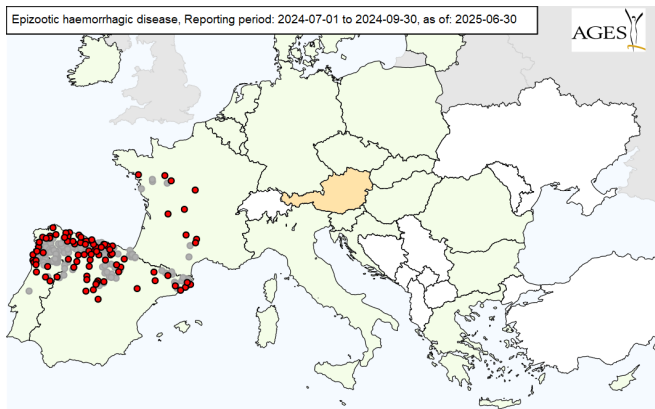 Epizootic haemorrhagic disease, Reporting period: 2024-07-01 to 2024-09-30, as of: 2025-06-30
AGES